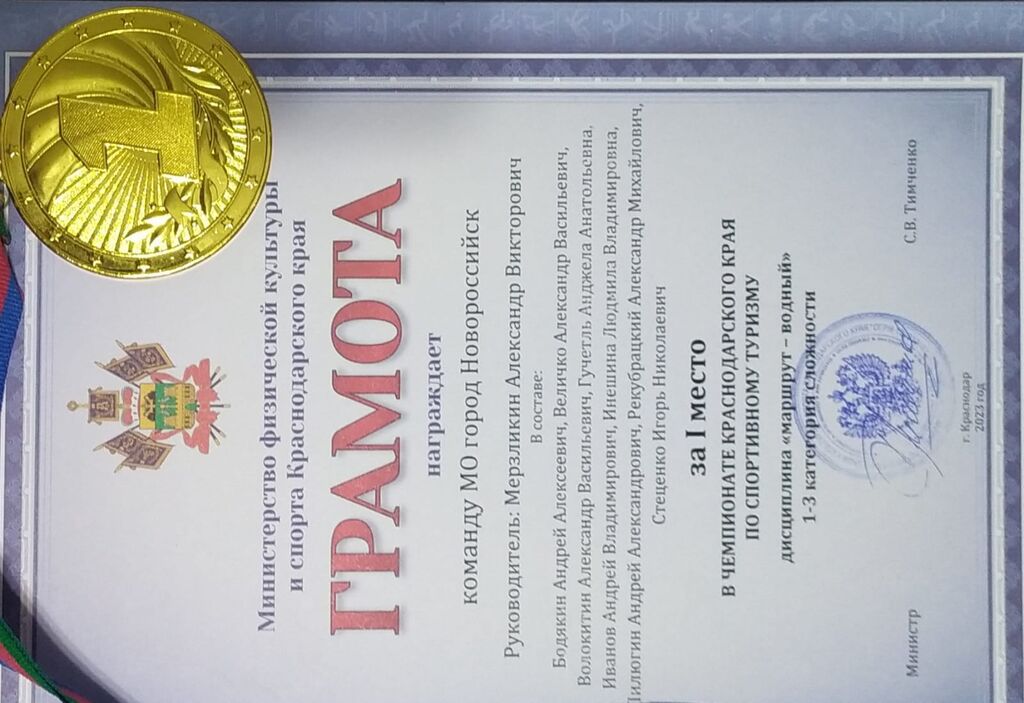 Министерство физической культуры
и спорта Краснодарского края
ГРАМОТА
награждает
команду МО город Новороссийск
Руководитель: Мерзликин Александр Викторович
В составе:
Бодякин Андрей Алексеевич, Величко Александр Васильевич,
Волокитин Александр Васильевич, Гучетль Анджела Анатольевна,
Иванов Андрей Владимирович, Инешина Людмила Владимировна,
Пилюгин Андрей Александрович, Рекубрацкий Александр Михайлович,
Стеценко Игорь Николаевич
за I место
В ЧЕМПИОНАТЕ КРАСНОДАРСКОГО КРАЯ
ПО СПОРТИВНОМУ ТУРИЗМУ
дисциплина «маршрут – водный»
1-3 категория сложности
Министр
С.В. Тимченко
г. Краснодар
2023 год
1